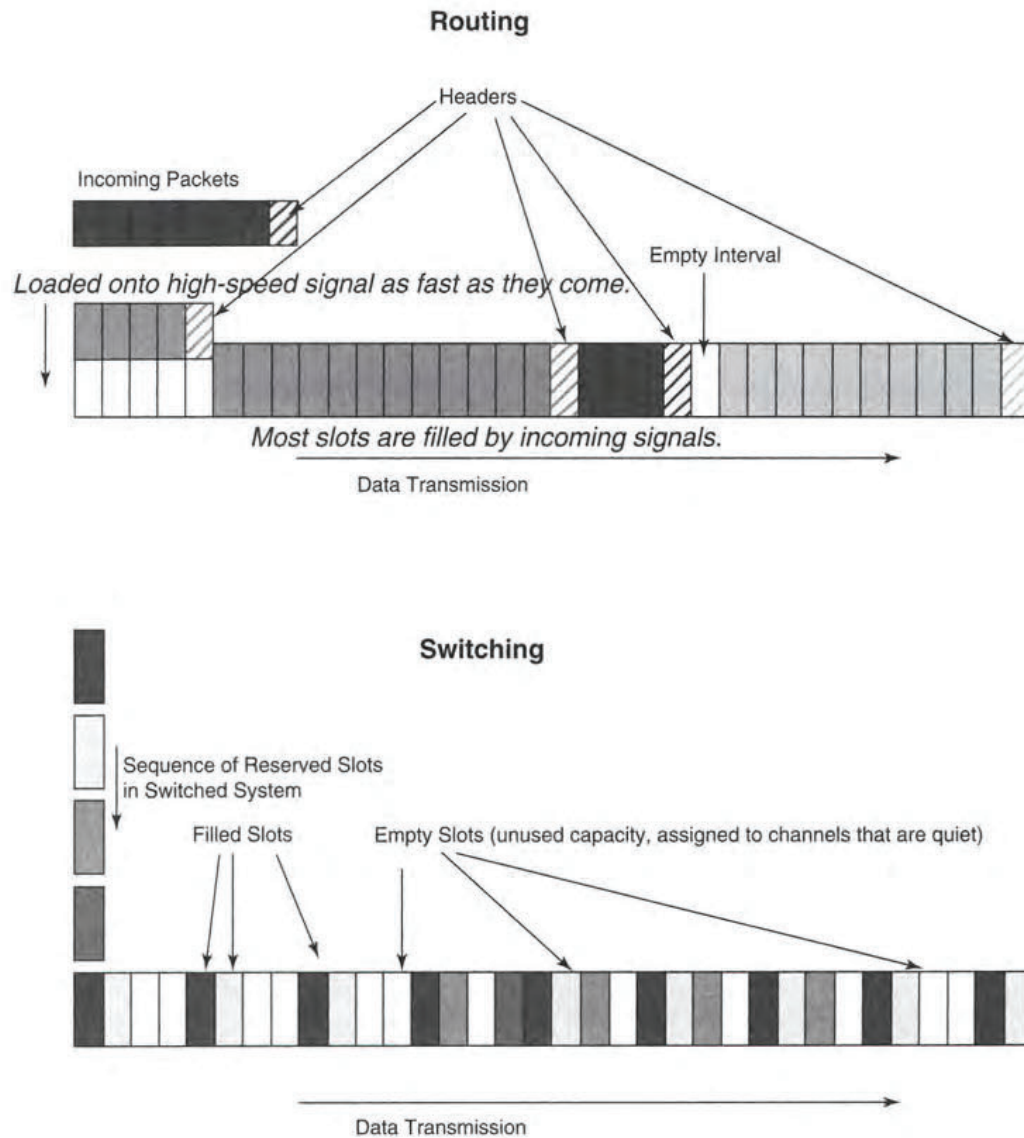 Routing
Headers
Incoming Packets
Empty Interval
Loaded onto high-speed signal as fast as they come.
Most slots are filled by incoming signals.
Data Transmission
Switching
Sequence of Reserved Slots
in Switched System
Filled Slots
Empty Slots (unused capacity, assigned to channels that are quiet)
Data Transmission